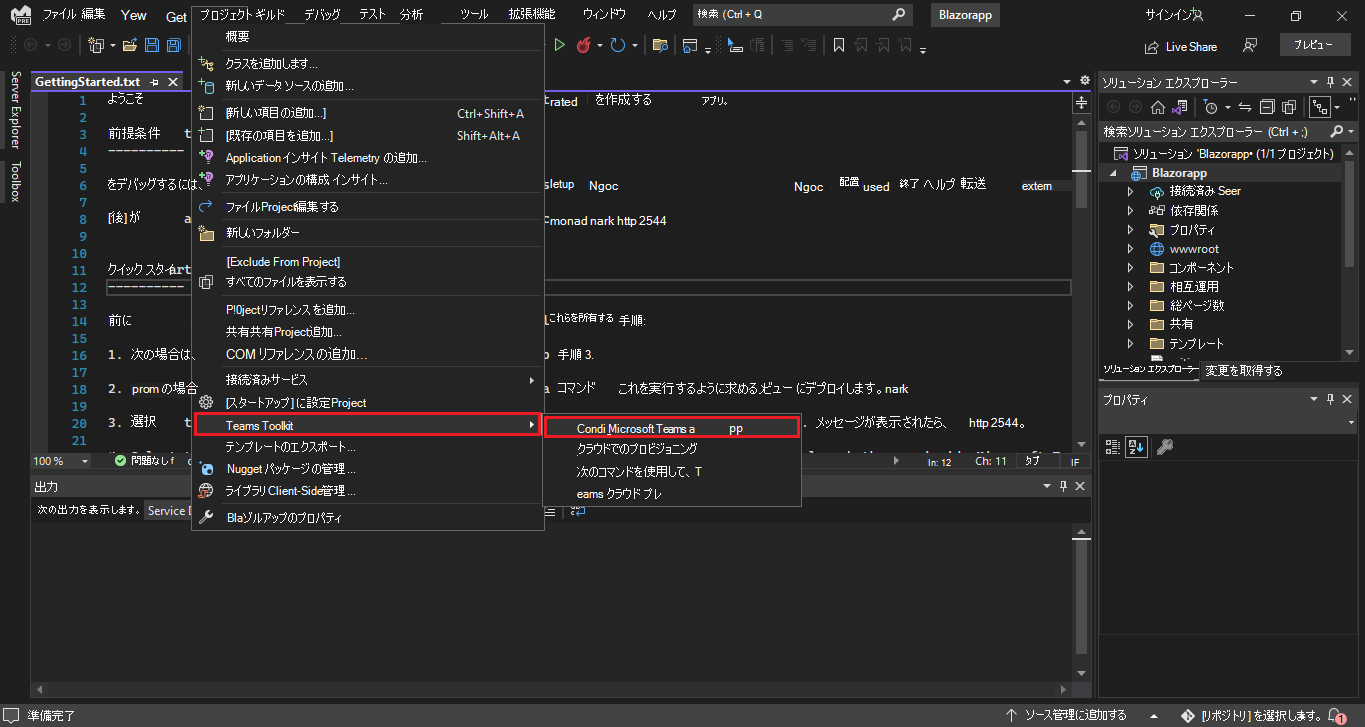 ファイル 編集 Yew Get プロジェクト ギルド デバッグ テスト 分析 ツール 拡張機能 ウィンドウ ヘルプ 検索 (Ctrl + Q Blazorapp サインイン
Live Share プレビュー
Server Explorer
Toolbox
GettingStarted.txt
1 ようこそ rated を作成する アプリ。
2
3 前提条件 t
4 ----------
5
6 をデバッグするには、 sletup Ngoc Ngoc 配置 used 終了 ヘルプ 転送 extern
7
8 [後]が a monad nark http 2544
9
10
11 クイック スタイ art
12 ----------
13
14 前に これらを所有する 手順:
15
16 1. 次の場合は、 p 手順 3.
17
18 2. prom の場合 a コマンド これを実行するように求めるビュー にデプロイします。nark
19
20 3. 選択 t . メッセージが表示されたら、 http 2544。
21
100 % 問題なし f In: 12 Ch: 11 タブ IF
概要
クラスを追加します...
新しいデータ ソースの追加...
[新しい項目の追加...] Ctrl+Shift+A
[既存の項目を追加...] Shift+Alt+A
Applicationインサイト Telemetry の追加...
アプリケーションの構成 インサイト...
ファイルProject編集する
新しいフォルダー
[Exclude From Project]
すべてのファイルを表示する
P!0jectリファレンスを追加...
共有共有Project追加...
COM リファレンスの追加...
接続済みサービス
[スタートアップ] に設定Project
Teams Toolkit
テンプレートのエクスポート...
Nugget パッケージの管理...
ライブラリ Client-Side管理...
Blaゾルアップのプロパティ
Condi Microsoft Teams a pp
クラウドでのプロビジョニング
次のコマンドを使用して、T
eams クラウド プレ
出力
次の出力を表示します。 Service D
ソリューション エクスプローラー
検索ソリューション エクスプローラー (Ctrl + ;)
ソリューション 'Blazorapp• (1/1 プロジェクト)
Blazorapp
接続済み Seer
依存関係
プロパティ
wwwroot
コンポーネント
相互運用
総ページ数
共有
テンプレート
ソリューション エクスプローラー 変更を取得する
プロパティ
準備完了 ソース管理に追加する [リポジトリ] を選択します。 1